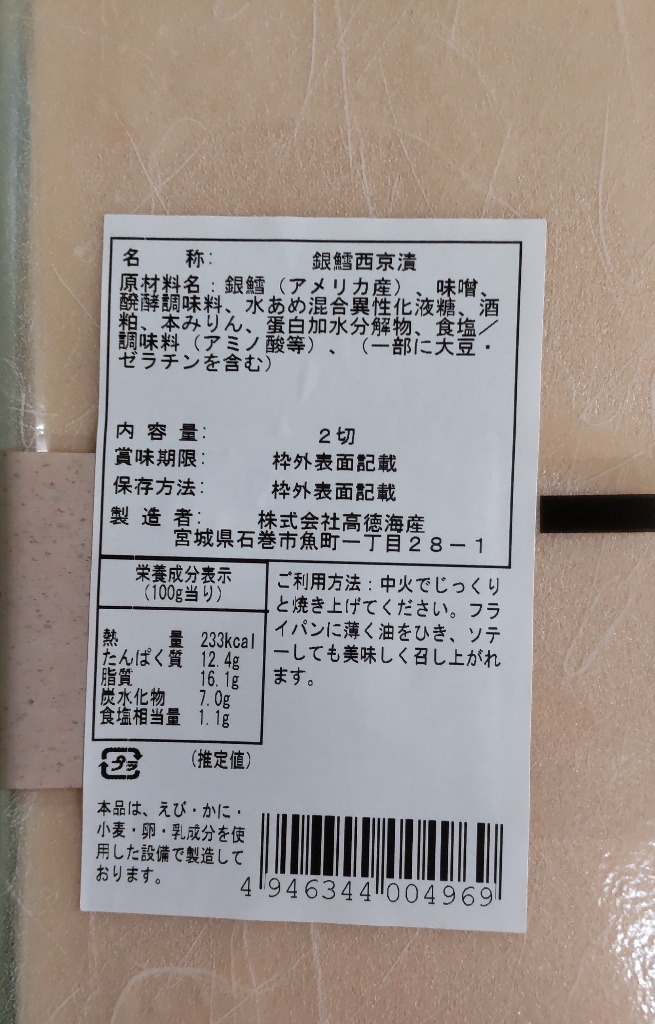 名　　称：　　　　銀鱈西京漬
原材料名：銀鱈（アメリカ産）、味噌、
醗酵調味料、水あめ混合異性化液糖、酒
粕、本みりん、蛋白加水分解物、食塩／
調味料（アミノ酸等）、（一部に大豆・
ゼラチンを含む）
内 容 量：　　　　２切
賞味期限：　　　枠外表面記載
保存方法：　　　枠外表面記載
製 造 者：　　株式会社高徳海産
宮城県石巻市魚町一丁目２８－１
栄養成分表示
(100g当り)
熱　　量　233kcal
たんぱく質　12.4g
脂質　16.1g
炭水化物　7.0g
食塩相当量　1.1g
(推定値)
プラ
ご利用方法：中火でじっくり
と焼き上げてください。フラ
イパンに薄く油をひき、ソテ
ーしても美味しく召し上がれ
ます。
本品は、えび・かに・
小麦・卵・乳成分を使
用した設備で製造して
おります。
4 946344 004969